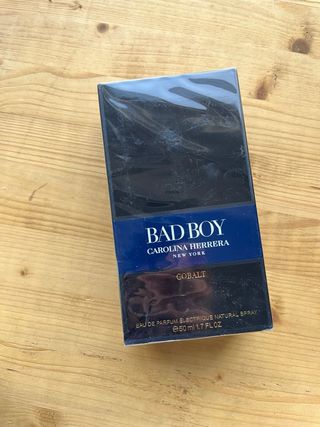 BAD BOY
CAROLINA HERRERA
NEW YORK
COBALT
EAU DE PARFUM ÉLECTRIQUE NATURAL SPRAY
℮50 ml 1.7 FL.OZ